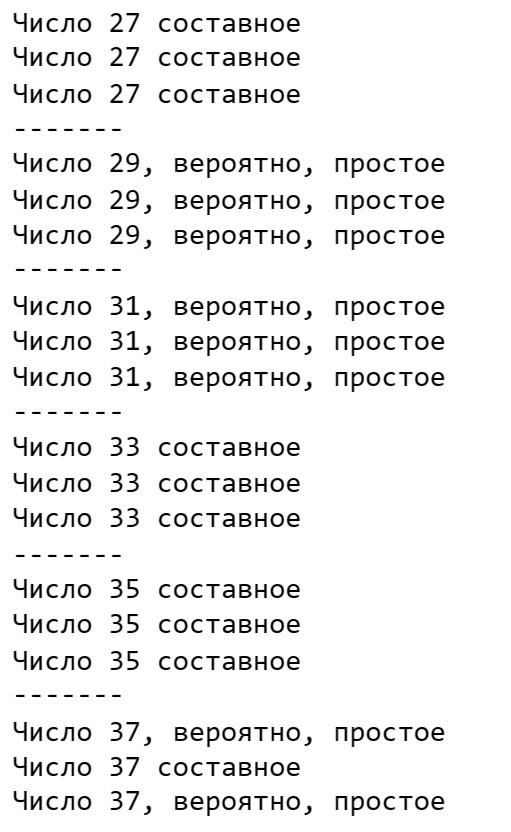 Число 27 составное
Число 27 составное
Число 27 составное
-------
Число 29, вероятно, простое
Число 29, вероятно, простое
Число 29, вероятно, простое
-------
Число 31, вероятно, простое
Число 31, вероятно, простое
Число 31, вероятно, простое
-------
Число 33 составное
Число 33 составное
Число 33 составное
-------
Число 35 составное
Число 35 составное
Число 35 составное
-------
Число 37, вероятно, простое
Число 37 составное
Число 37, вероятно, простое